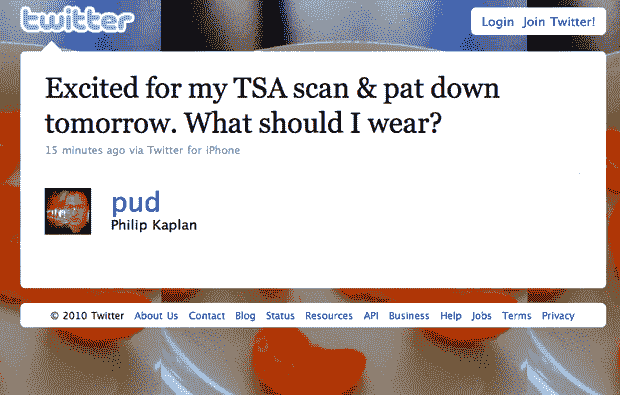 twitter
Login Join Twitter!
Excited for my TSA scan & pat down
tomorrow. What should I wear?
15 minutes ago via Twitter for iPhone
pud
Philip Kaplan
© 2010 Twitter About Us Contact Blog Status Resources API Business Help Jobs Terms Privacy